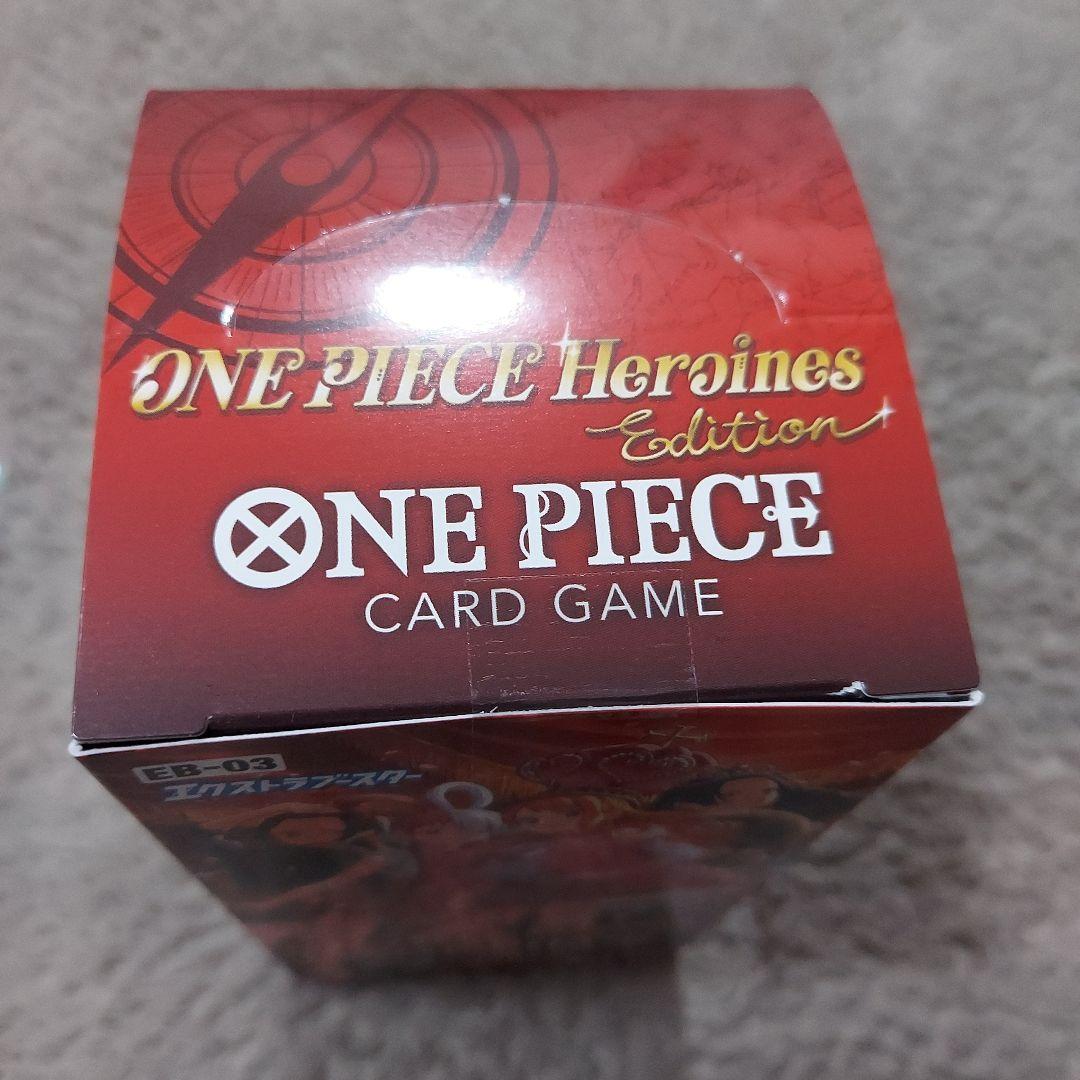 ONE PIECE Heroines
Edition
ONE PIECE
CARD GAME
EB-03
エクストラブースター